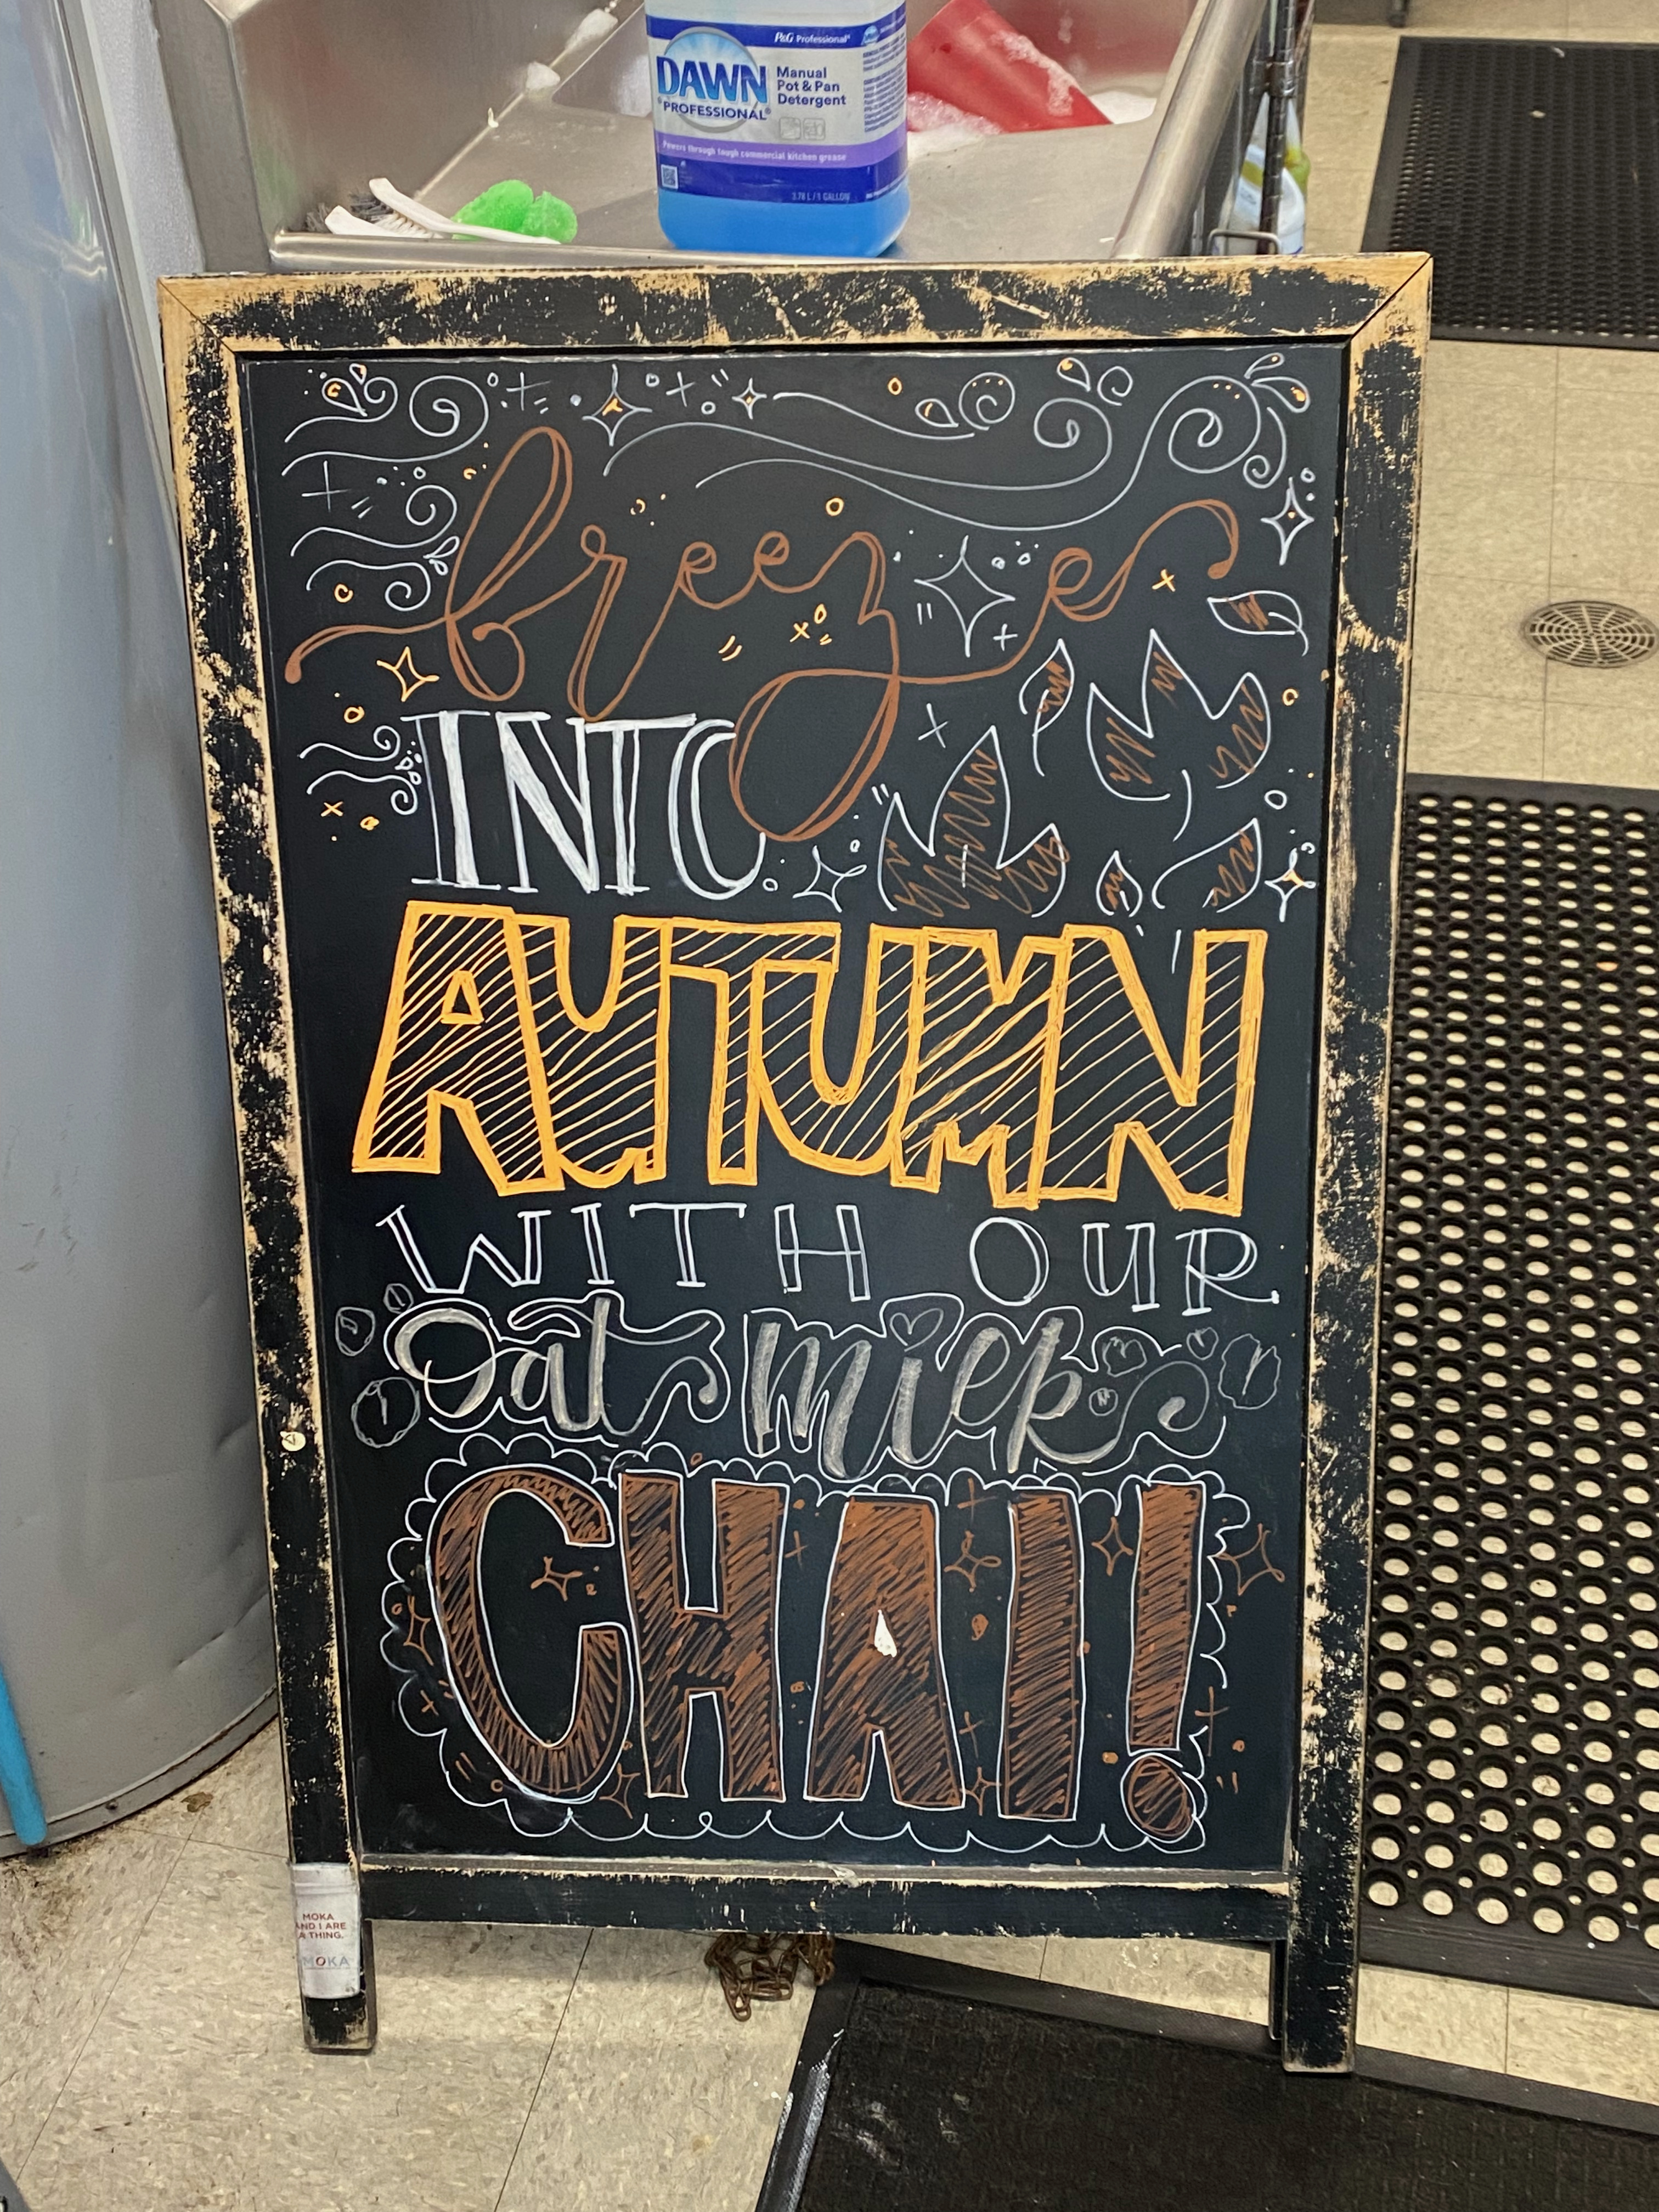 P&G Professional
DAWN
PROFESSIONAL
Manual
Pot & Pan
Detergent
Powers through tough commercial kitchen grease
3.78 L / 1 GALLON
breeze
INTO
AUTUMN
WITH OUR
Oat milk
CHAI!
MOKA
AND I ARE
A THING.
MOKA